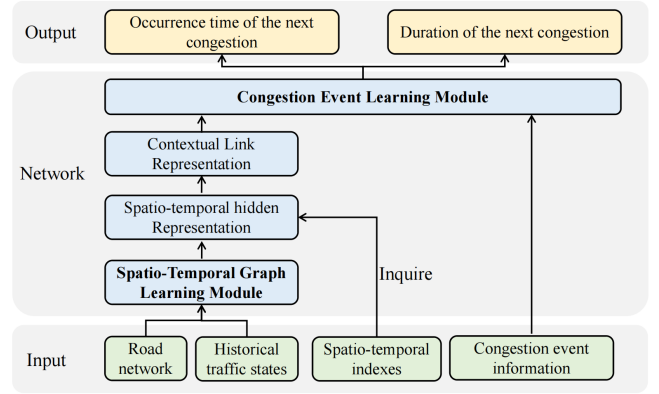 Output
Occurrence time of the next
congestion
Duration of the next congestion
Network
Congestion Event Learning Module
Contextual Link
Representation
Spatio-temporal hidden
Representation
Inquire
Spatio-Temporal Graph
Learning Module
Input
Road
network
Historical
traffic states
Spatio-temporal
indexes
Congestion event
information